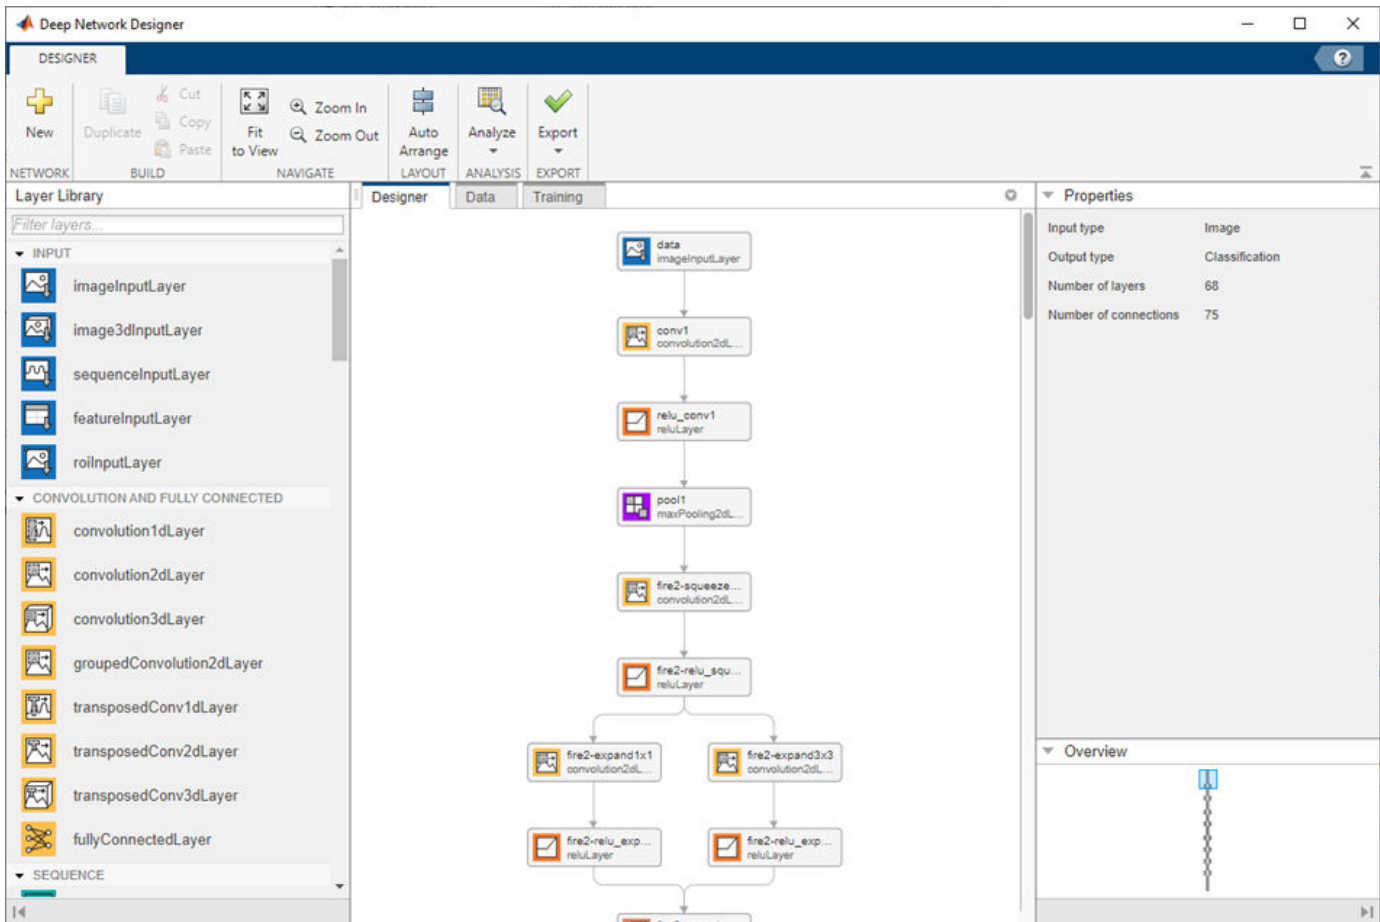 Deep Network Designer
DESIGNER
?
New
Duplicate
Cut
Copy
Paste
Fit
to View
Zoom In
Zoom Out
Auto
Arrange
Analyze
Export
NETWORK
BUILD
NAVIGATE
LAYOUT
ANALYSIS
EXPORT
Layer Library
Filter layers...
INPUT
imageInputLayer
image3dInputLayer
sequenceInputLayer
featureInputLayer
roiInputLayer
CONVOLUTION AND FULLY CONNECTED
convolution1dLayer
convolution2dLayer
convolution3dLayer
groupedConvolution2dLayer
transposedConv1dLayer
transposedConv2dLayer
transposedConv3dLayer
fullyConnectedLayer
SEQUENCE
Designer
Data
Training
data
imageInputLayer
conv1
convolution2dL...
relu_conv1
reluLayer
pool1
maxPooling2dL...
fire2-squeeze...
convolution2dL...
fire2-relu_squ...
reluLayer
fire2-expand1x1
convolution2dL...
fire2-expand3x3
convolution2dL...
fire2-relu_exp...
reluLayer
fire2-relu_exp...
reluLayer
Properties
Input type Image
Output type Classification
Number of layers 68
Number of connections 75
Overview